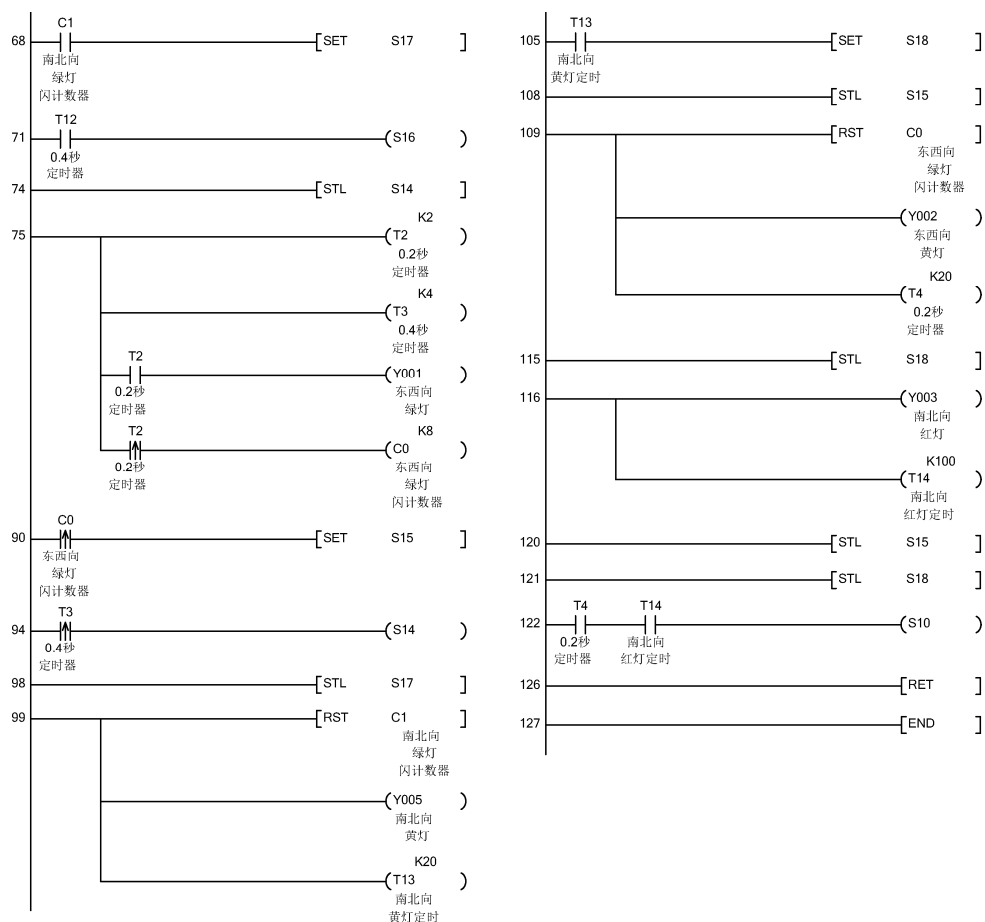 C1
68 [SET S17 ]
南北向
绿灯
闪计数器
T12
71 (S16 )
0.4秒
定时器
74 [STL S14 ]
K2
75 (T2 )
0.2秒
定时器
K4
(T3 )
0.4秒
定时器
T2
(Y001 )
0.2秒 东西向
定时器 绿灯
T2 K8
(C0 )
0.2秒 东西向
定时器 绿灯
闪计数器
C0
90 [SET S15 ]
东西向
绿灯
闪计数器
T3
94 (S14 )
0.4秒
定时器
98 [STL S17 ]
99 [RST C1 ]
南北向
绿灯
闪计数器
(Y005 )
南北向
黄灯
K20
(T13 )
南北向
黄灯定时
T13
105 [SET S18 ]
南北向
黄灯定时
108 [STL S15 ]
109 [RST C0 ]
东西向
绿灯
闪计数器
(Y002 )
东西向
黄灯
K20
(T4 )
0.2秒
定时器
115 [STL S18 ]
116 (Y003 )
南北向
红灯
K100
(T14 )
南北向
红灯定时
120 [STL S15 ]
121 [STL S18 ]
T4 T14
122 (S10 )
0.2秒 南北向
定时器 红灯定时
126 [RET ]
127 [END ]